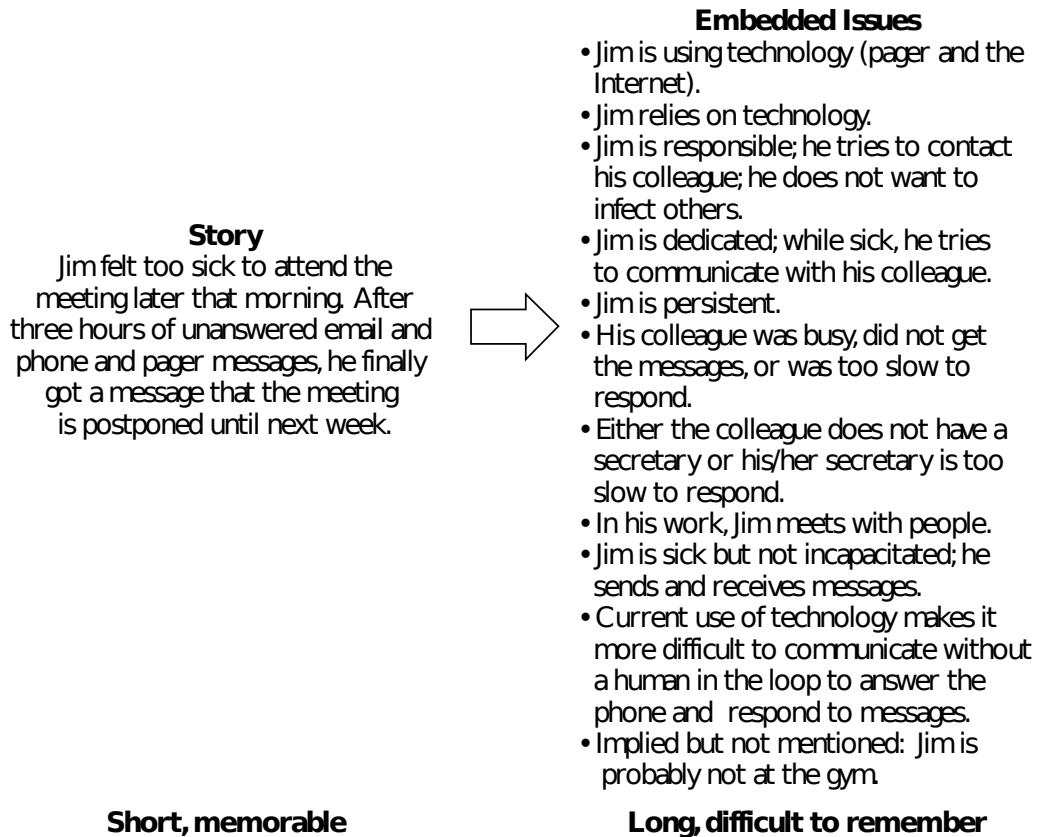 Story
Jim felt too sick to attend the
meeting later that morning. After
three hours of unanswered email and
phone and pager messages, he finally
got a message that the meeting
is postponed until next week.
Short, memorable
Embedded Issues
• Jim is using technology (pager and the
Internet).
• Jim relies on technology.
• Jim is responsible; he tries to contact
his colleague; he does not want to
infect others.
• Jim is dedicated; while sick, he tries
to communicate with his colleague.
• Jim is persistent.
• His colleague was busy, did not get
the messages, or was too slow to
respond.
• Either the colleague does not have a
secretary or his/her secretary is too
slow to respond.
• In his work, Jim meets with people.
• Jim is sick but not incapacitated; he
sends and receives messages.
• Current use of technology makes it
more difficult to communicate without
a human in the loop to answer the
phone and respond to messages.
• Implied but not mentioned: Jim is
probably not at the gym.
Long, difficult to remember